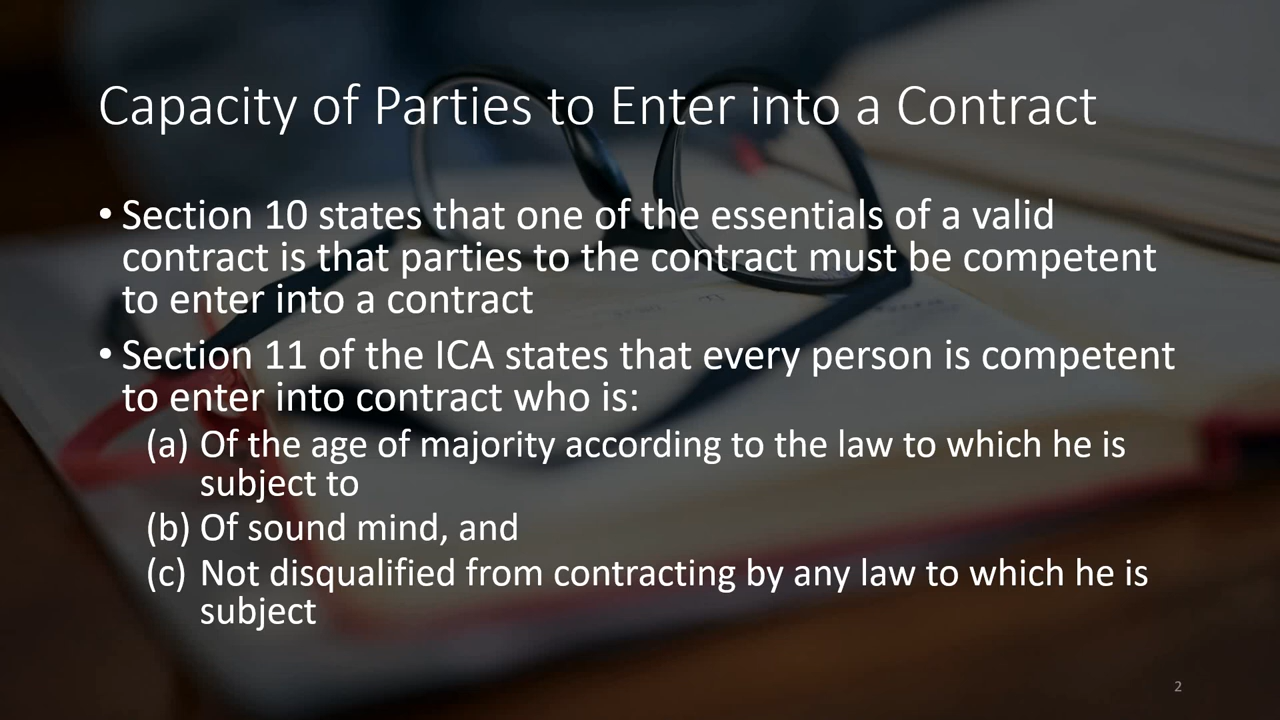 Capacity of Parties to Enter into a Contract
• Section 10 states that one of the essentials of a valid
contract is that parties to the contract must be competent
to enter into a contract
• Section 11 of the ICA states that every person is competent
to enter into contract who is:
(a) Of the age of majority according to the law to which he is
subject to
(b) Of sound mind, and
(c) Not disqualified from contracting by any law to which he is
subject
2